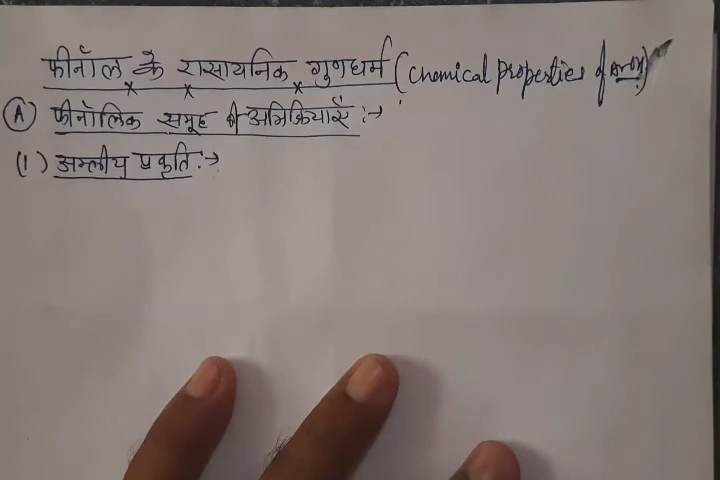 फीनॉल के रासायनिक गुणधर्म (Chemical properties of
(A) फीनॉलिक समूह की अभिक्रियाएँ :→
(1) अम्लीय प्रकृति :→